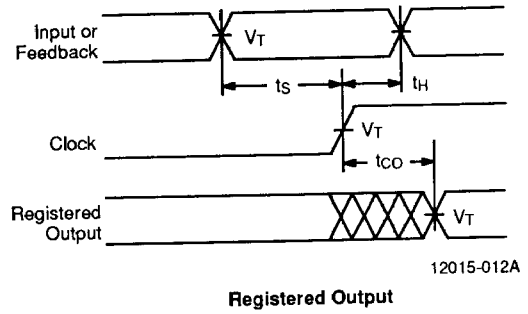 Input or
Feedback
VT
tS
tH
Clock
VT
tCO
Registered
Output
VT
12015-012A
Registered Output